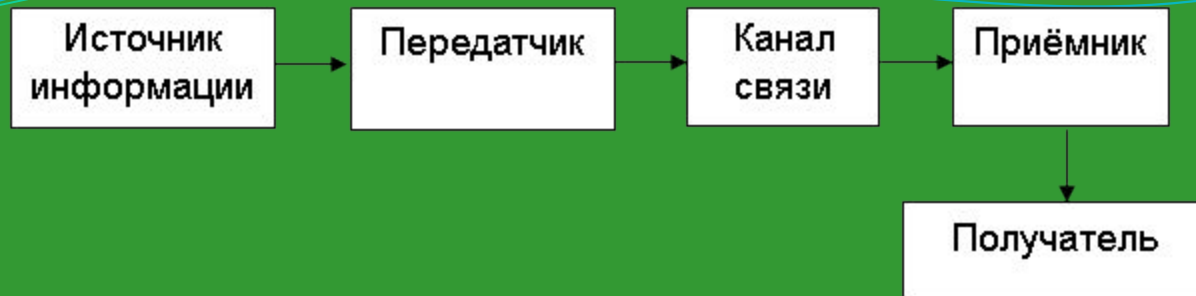 Источник
информации
Передатчик
Канал
связи
Приёмник
Получатель